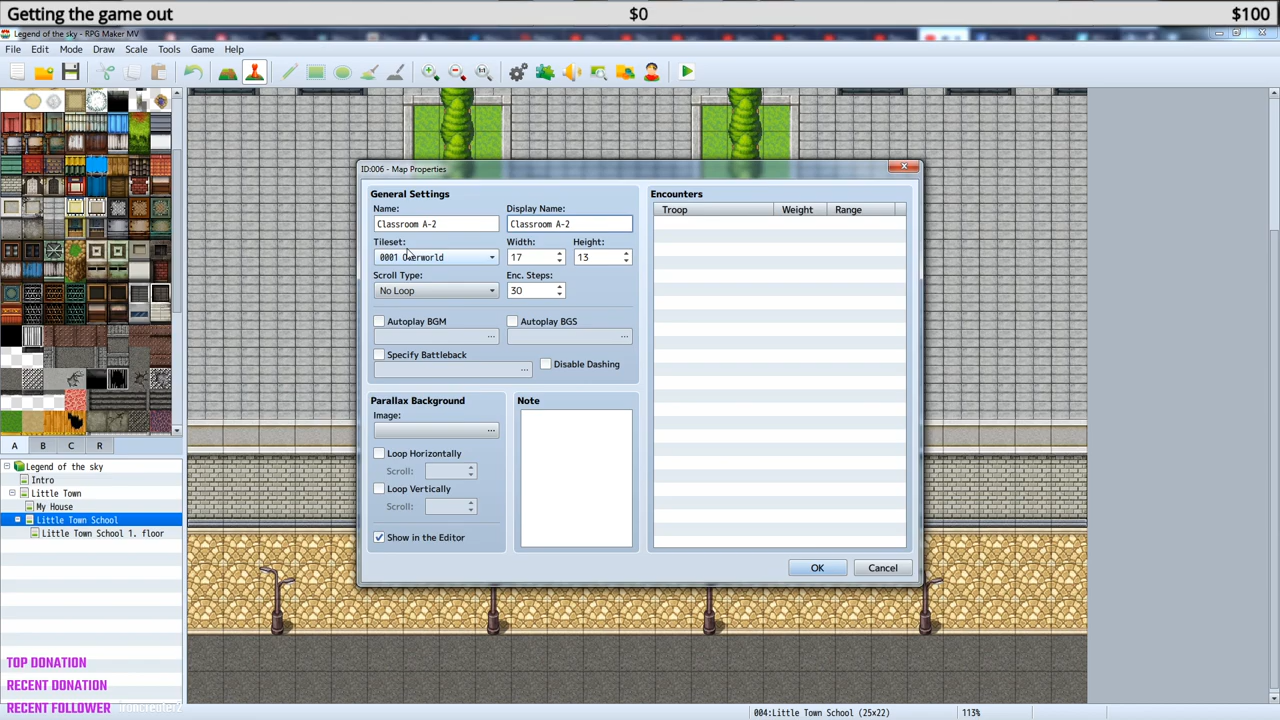 Getting the game out $0 $100
Legend of the sky - RPG Maker MV
File Edit Mode Draw Scale Tools Game Help
ID:006 - Map Properties
General Settings
Name: Display Name:
Classroom A-2 Classroom A-2
Tileset: Width: Height:
0001 Overworld 17 13
Scroll Type: Enc. Steps:
No Loop 30
Autoplay BGM Autoplay BGS
... ...
Specify Battleback
... Disable Dashing
Parallax Background
Image:
...
Loop Horizontally
Scroll:
Loop Vertically
Scroll:
Show in the Editor
Note
Encounters
Troop Weight Range
OK Cancel
A B C R
Legend of the sky
Intro
Little Town
My House
Little Town School
Little Town School 1. floor
TOP DONATION
RECENT DONATION
RECENT FOLLOWER ironcreeter2
004:Little Town School (25x22) 113%